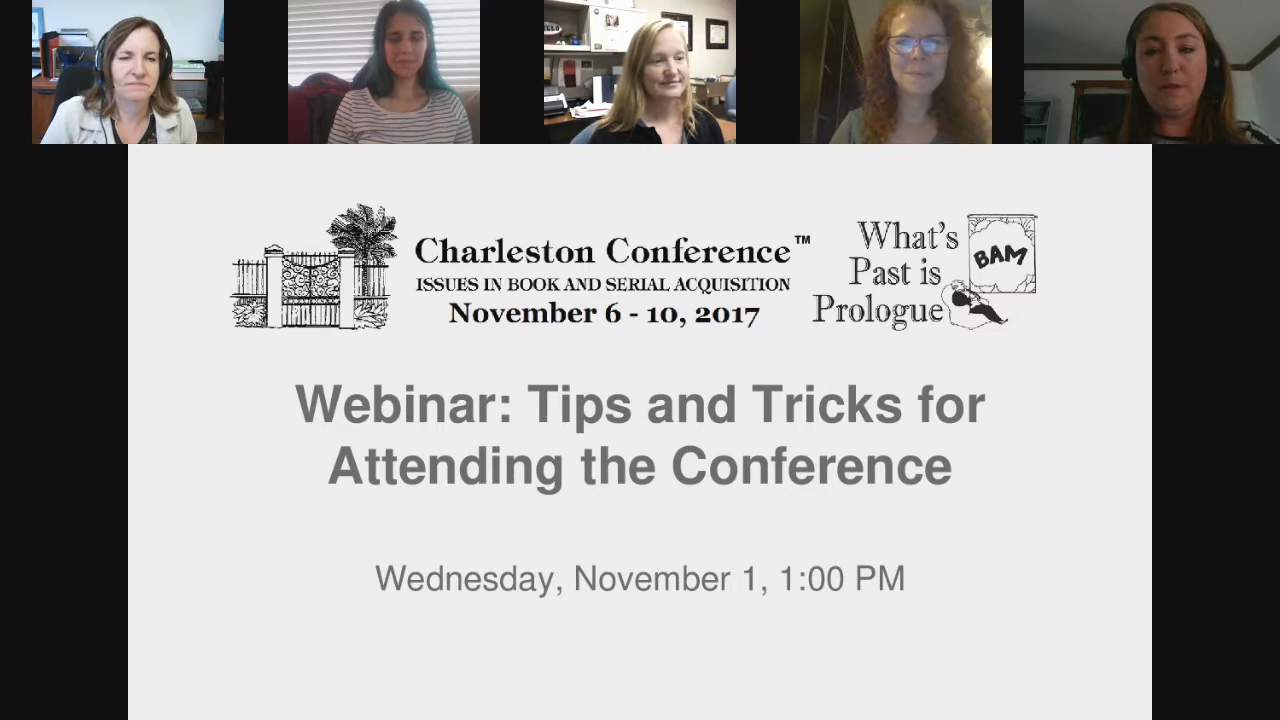 Charleston Conference™
ISSUES IN BOOK AND SERIAL ACQUISITION
November 6 - 10, 2017
What's
Past is
Prologue
BAM
Webinar: Tips and Tricks for
Attending the Conference
Wednesday, November 1, 1:00 PM